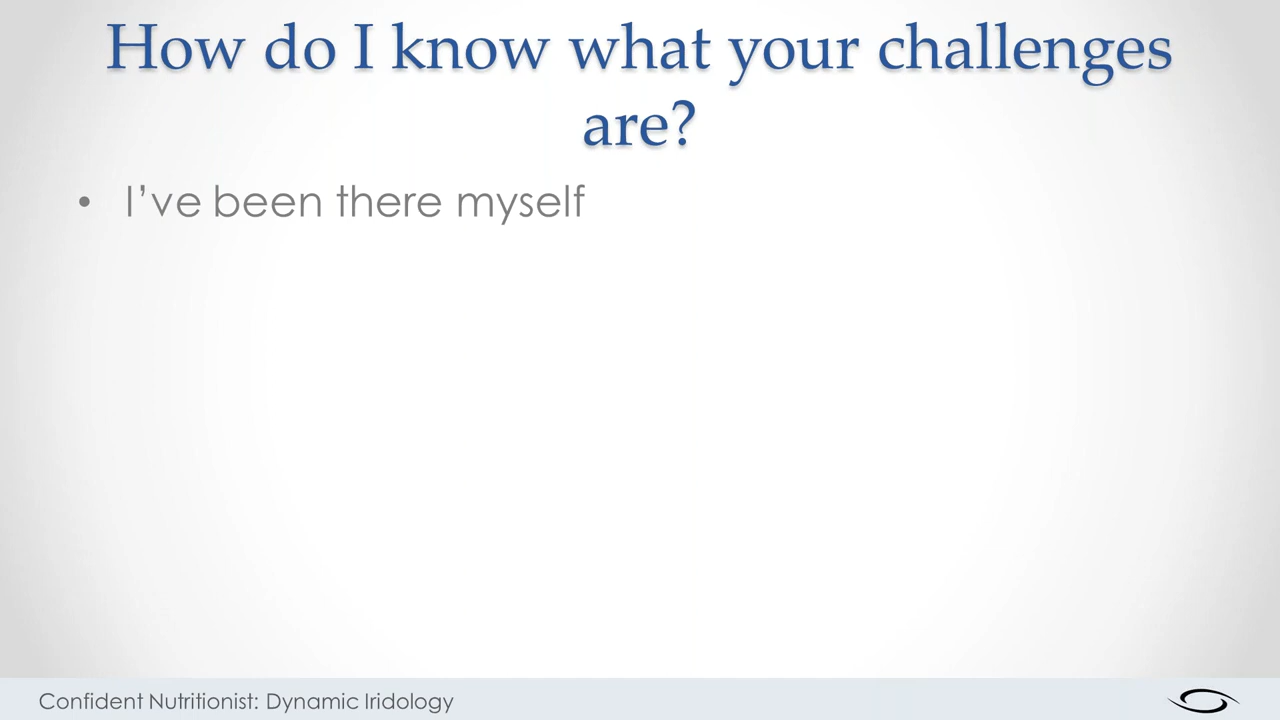 How do I know what your challenges
are?
• I’ve been there myself
Confident Nutritionist: Dynamic Iridology